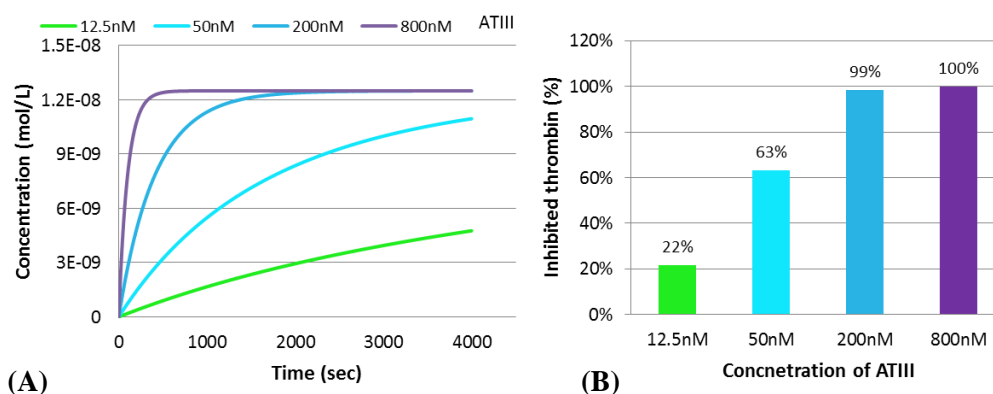 12.5nM 50nM 200nM 800nM ATIII
Concentration (mol/L)
1.5E-08
1.2E-08
9E-09
6E-09
3E-09
0
0 1000 2000 3000 4000
Time (sec)
(A)
Inhibited thrombin (%)
120%
100%
80%
60%
40%
20%
0%
22%
63%
99%
100%
12.5nM 50nM 200nM 800nM
Concnetration of ATIII
(B)